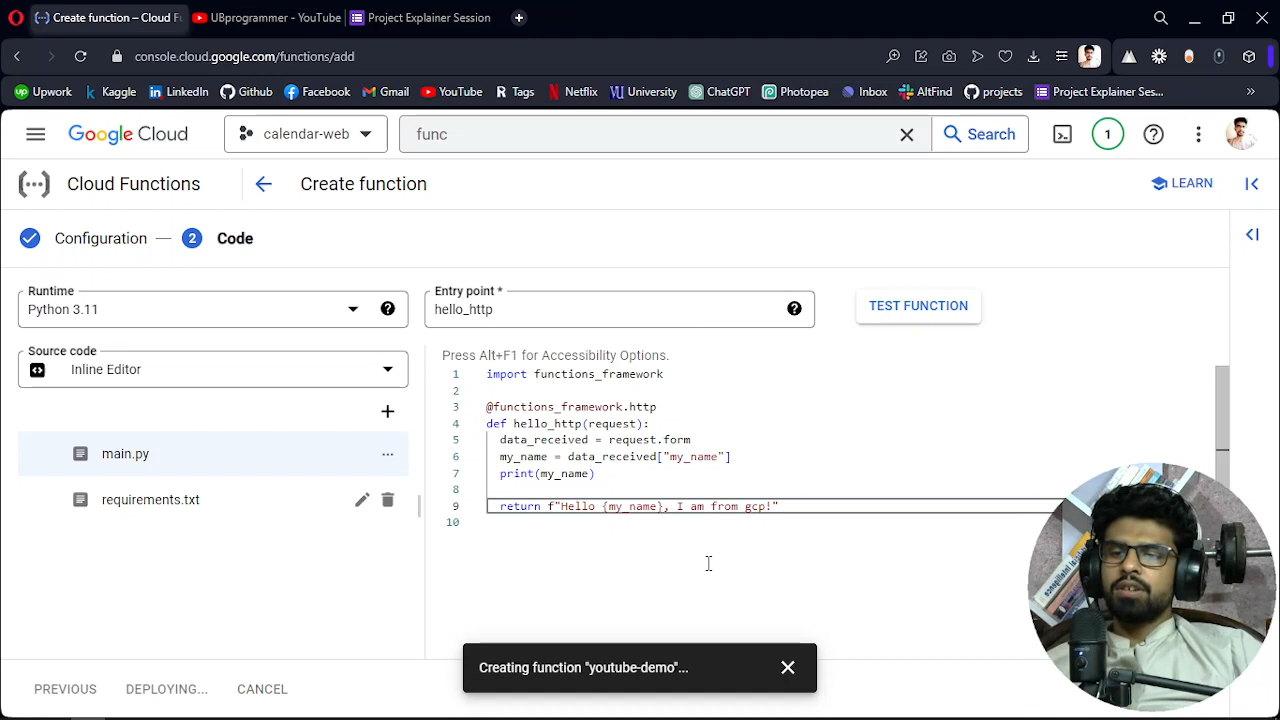 Create function – Cloud F
UBprogrammer - YouTube
Project Explainer Session
console.cloud.google.com/functions/add
Upwork
Kaggle
LinkedIn
Github
Facebook
Gmail
YouTube
R Tags
Netflix
University
ChatGPT
Photopea
Inbox
AltFind
projects
Project Explainer Ses...
Google Cloud
calendar-web
func
Search
1
Cloud Functions
Create function
LEARN
Configuration
2
Code
Runtime
Python 3.11
Entry point *
hello_http
TEST FUNCTION
Source code
Inline Editor
main.py
requirements.txt
Press Alt+F1 for Accessibility Options.
1 import functions_framework
2
3 @functions_framework.http
4 def hello_http(request):
5 data_received = request.form
6 my_name = data_received["my_name"]
7 print(my_name)
8
9 return f"Hello {my_name}, I am from gcp!"
10
Creating function "youtube-demo"...
PREVIOUS
DEPLOYING...
CANCEL